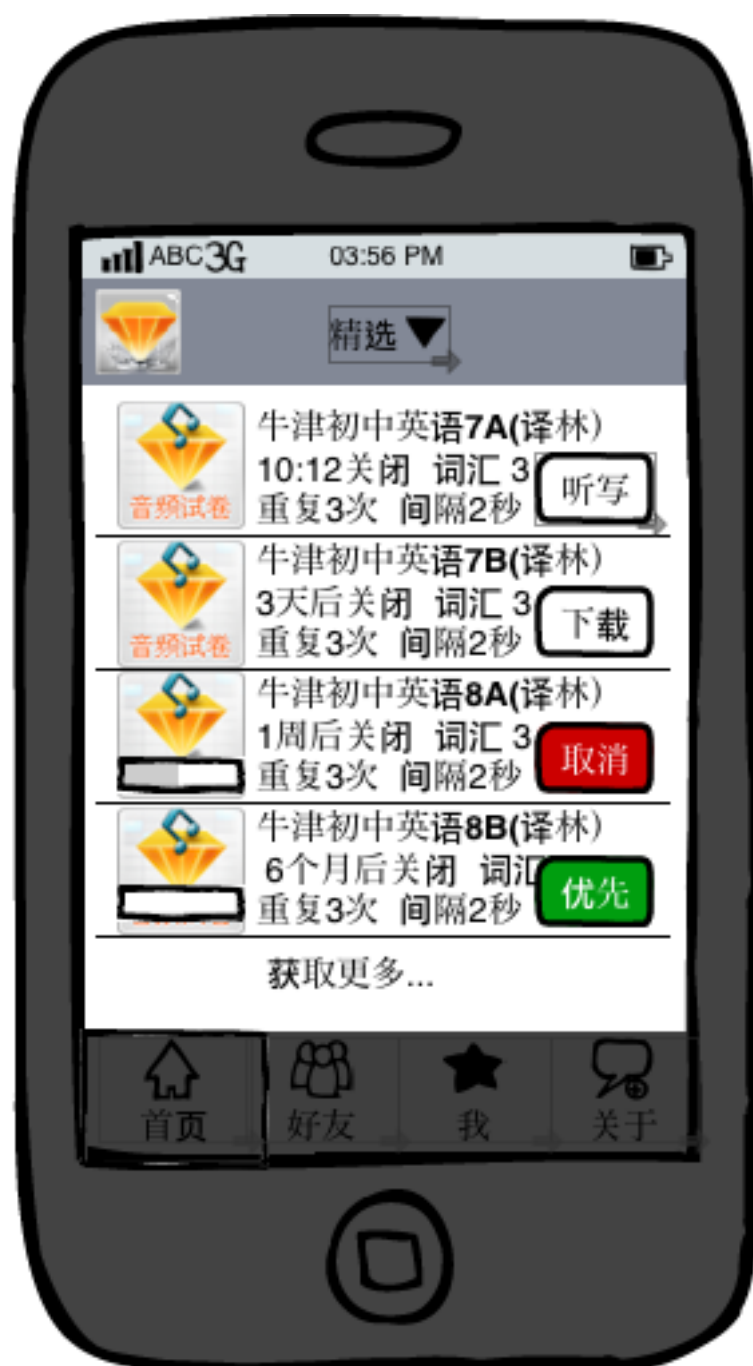 ABC 3G 03:56 PM
精选
牛津初中英语7A(译林）
10:12关闭 词汇 3
重复3次 间隔2秒
音频试卷
听写
牛津初中英语7B(译林）
3天后关闭 词汇 3
重复3次 间隔2秒
音频试卷
下载
牛津初中英语8A(译林）
1周后关闭 词汇 3
重复3次 间隔2秒
取消
牛津初中英语8B(译林）
6个月后关闭 词汇
重复3次 间隔2秒
优先
获取更多...
首页 好友 我 关于